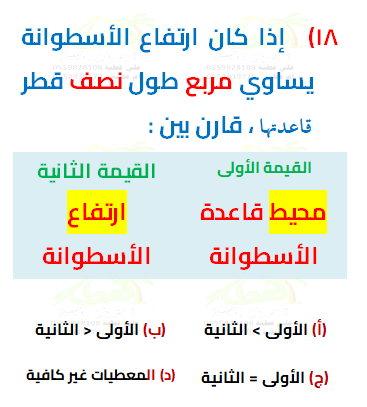 ١٨) إذا كان ارتفاع الأسطوانة
يساوي مربع طول نصف قطر
قاعدتها ، قارن بين :
القيمة الأولى
القيمة الثانية
محيط قاعدة
الأسطوانة
ارتفاع
الأسطوانة
(أ) الأولى > الثانية
(ب) الأولى < الثانية
(ج) الأولى = الثانية
(د) المعطيات غير كافية